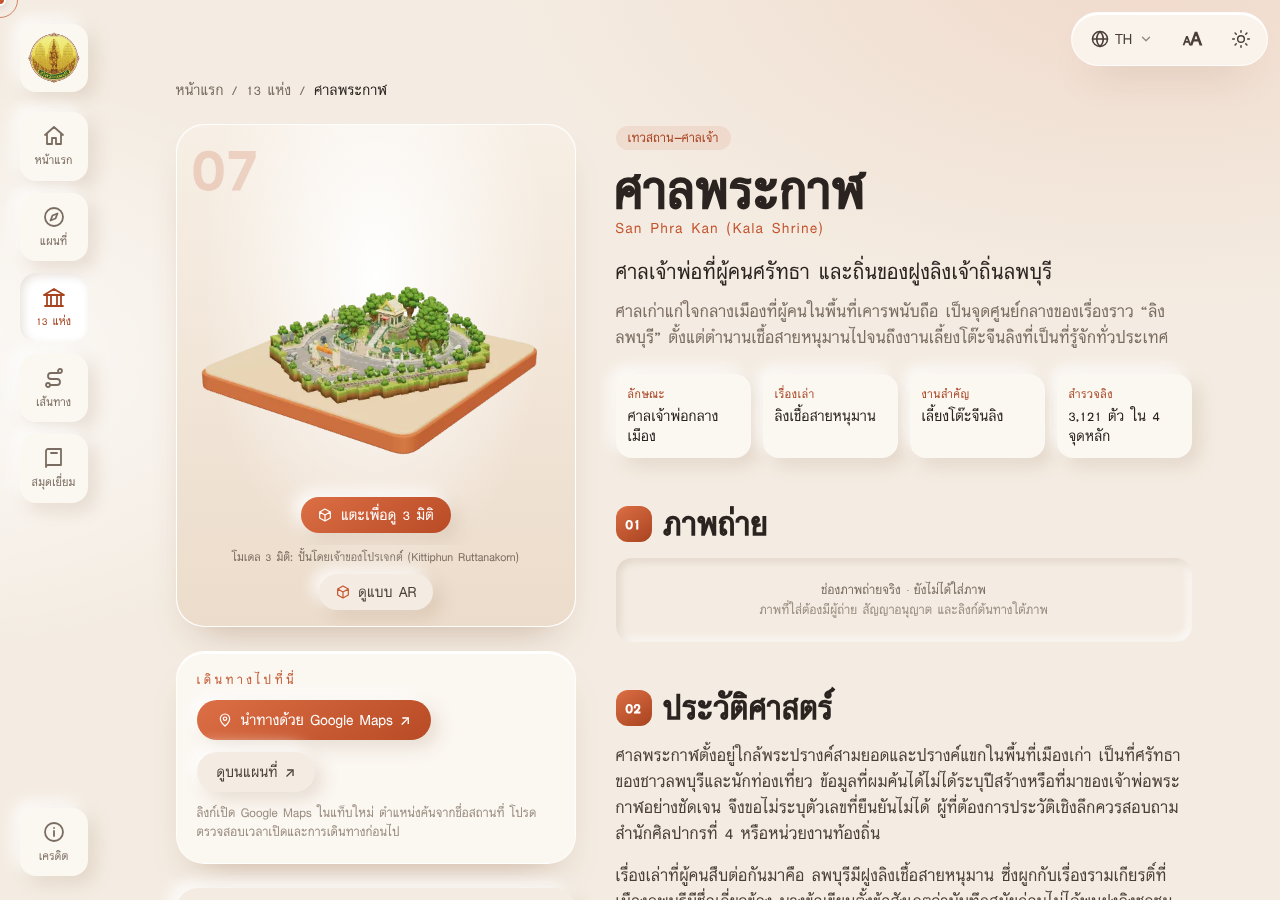 TH
AA
หน้าแรก
แผนที่
13 แห่ง
เส้นทาง
สมุดเยี่ยม
เครดิต
หน้าแรก / 13 แห่ง / ศาลพระกาฬ
07
แตะเพื่อดู 3 มิติ
โมเดล 3 มิติ: ปั้นโดยเจ้าของโปรเจกต์ (Kittiphun Ruttanakorn)
ดูแบบ AR
เดินทางไปที่นี่
นำทางด้วย Google Maps
ดูบนแผนที่
ลิงก์เปิด Google Maps ในแท็บใหม่ ตำแหน่งค้นจากชื่อสถานที่ โปรด
ตรวจสอบเวลาเปิดและการเดินทางก่อนไป
เทวสถาน–ศาลเจ้า
ศาลพระกาฬ
San Phra Kan (Kala Shrine)
ศาลเจ้าพ่อที่ผู้คนศรัทธา และถิ่นของฝูงลิงเจ้าถิ่นลพบุรี
ศาลเก่าแก่ใจกลางเมืองที่ผู้คนในพื้นที่เคารพนับถือ เป็นจุดศูนย์กลางของเรื่องราว “ลิง
ลพบุรี” ตั้งแต่ตำนานเชื้อสายหนุมานไปจนถึงงานเลี้ยงโต๊ะจีนลิงที่เป็นที่รู้จักทั่วประเทศ
ลักษณะ
ศาลเจ้าพ่อกลาง
เมือง
เรื่องเล่า
ลิงเชื้อสายหนุมาน
งานสำคัญ
เลี้ยงโต๊ะจีนลิง
สำรวจลิง
3,121 ตัว ใน 4
จุดหลัก
01 ภาพถ่าย
ช่องภาพถ่ายจริง · ยังไม่ได้ใส่ภาพ
ภาพที่ใส่ต้องมีผู้ถ่าย สัญญาอนุญาต และลิงก์ต้นทางใต้ภาพ
02 ประวัติศาสตร์
ศาลพระกาฬตั้งอยู่ใกล้พระปรางค์สามยอดและปรางค์แขกในพื้นที่เมืองเก่า เป็นที่ศรัทธา
ของชาวลพบุรีและนักท่องเที่ยว ข้อมูลที่ผมค้นได้ไม่ได้ระบุปีสร้างหรือที่มาของเจ้าพ่อพระ
กาฬอย่างชัดเจน จึงขอไม่ระบุตัวเลขที่ยืนยันไม่ได้ ผู้ที่ต้องการประวัติเชิงลึกควรสอบถาม
สำนักศิลปากรที่ 4 หรือหน่วยงานท้องถิ่น
เรื่องเล่าที่ผู้คนสืบต่อกันมาคือ ลพบุรีมีฝูงลิงเชื้อสายหนุมาน ซึ่งผูกกับเรื่องรามเกียรติ์ที่